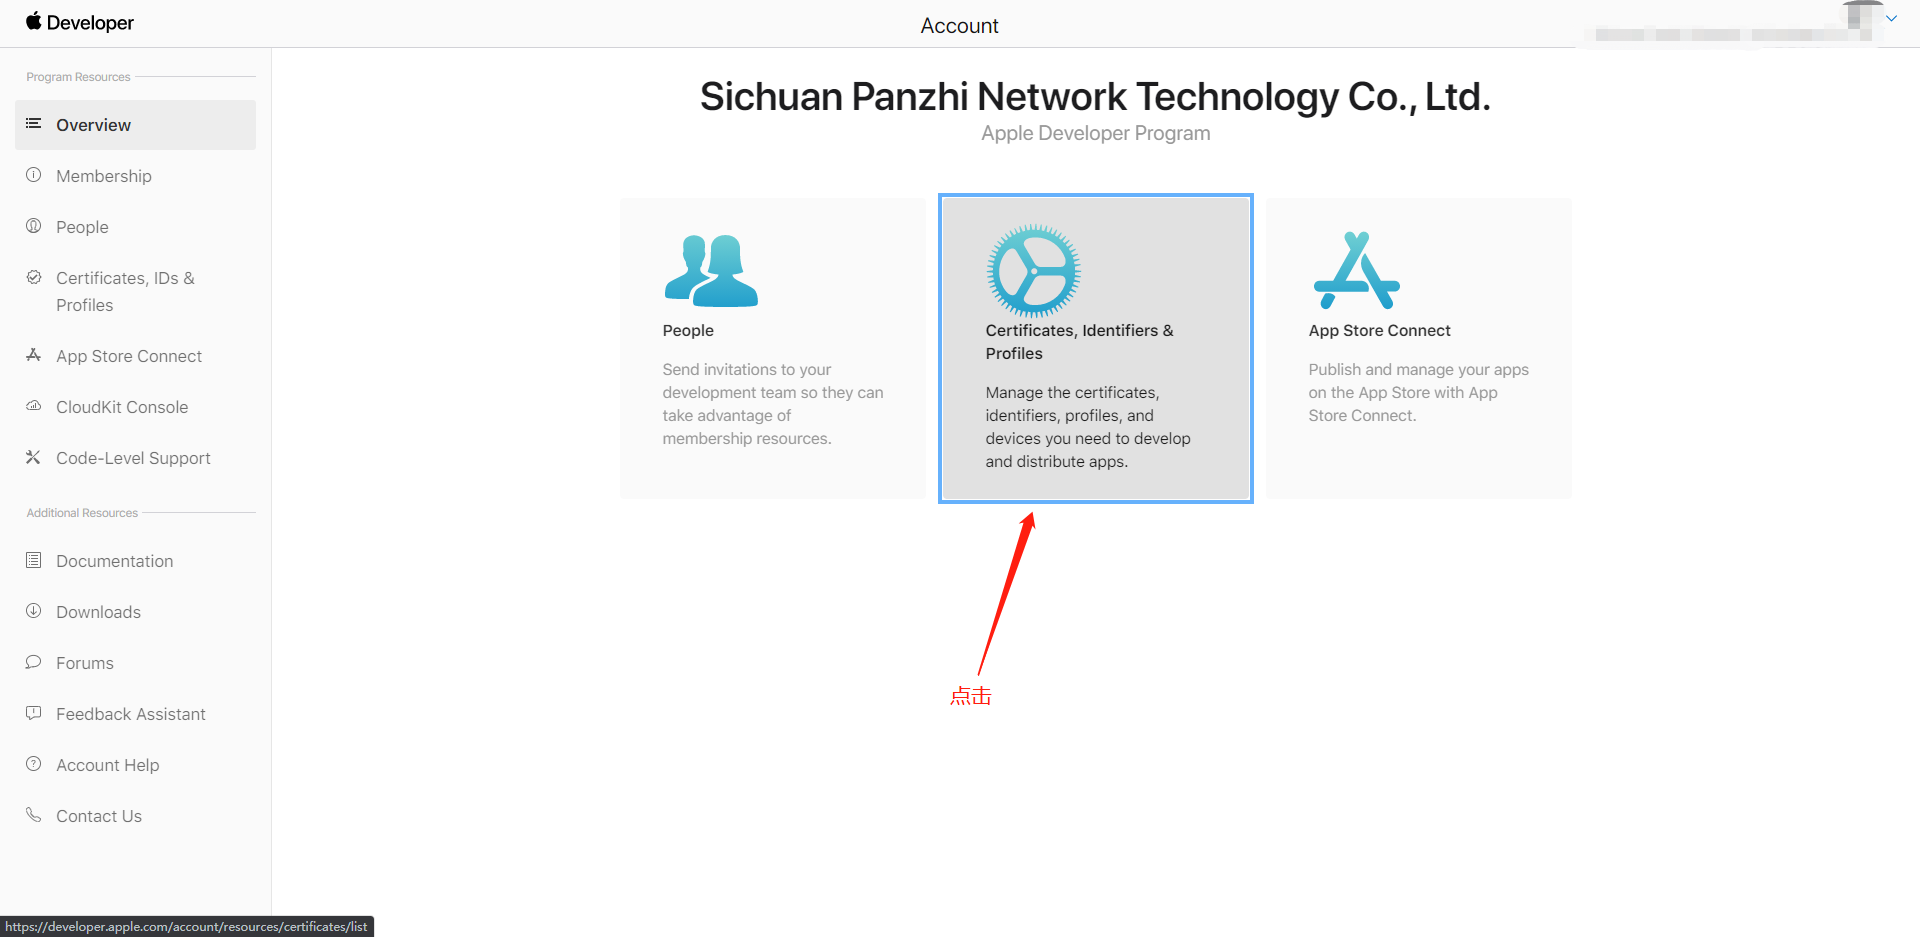 Developer
Account
Program Resources
Overview
Membership
People
Certificates, IDs &
Profiles
App Store Connect
CloudKit Console
Code-Level Support
Additional Resources
Documentation
Downloads
Forums
Feedback Assistant
Account Help
Contact Us
Sichuan Panzhi Network Technology Co., Ltd.
Apple Developer Program
People
Send invitations to your
development team so they can
take advantage of
membership resources.
Certificates, Identifiers &
Profiles
Manage the certificates,
identifiers, profiles, and
devices you need to develop
and distribute apps.
App Store Connect
Publish and manage your apps
on the App Store with App
Store Connect.
点击
https://developer.apple.com/account/resources/certificates/list